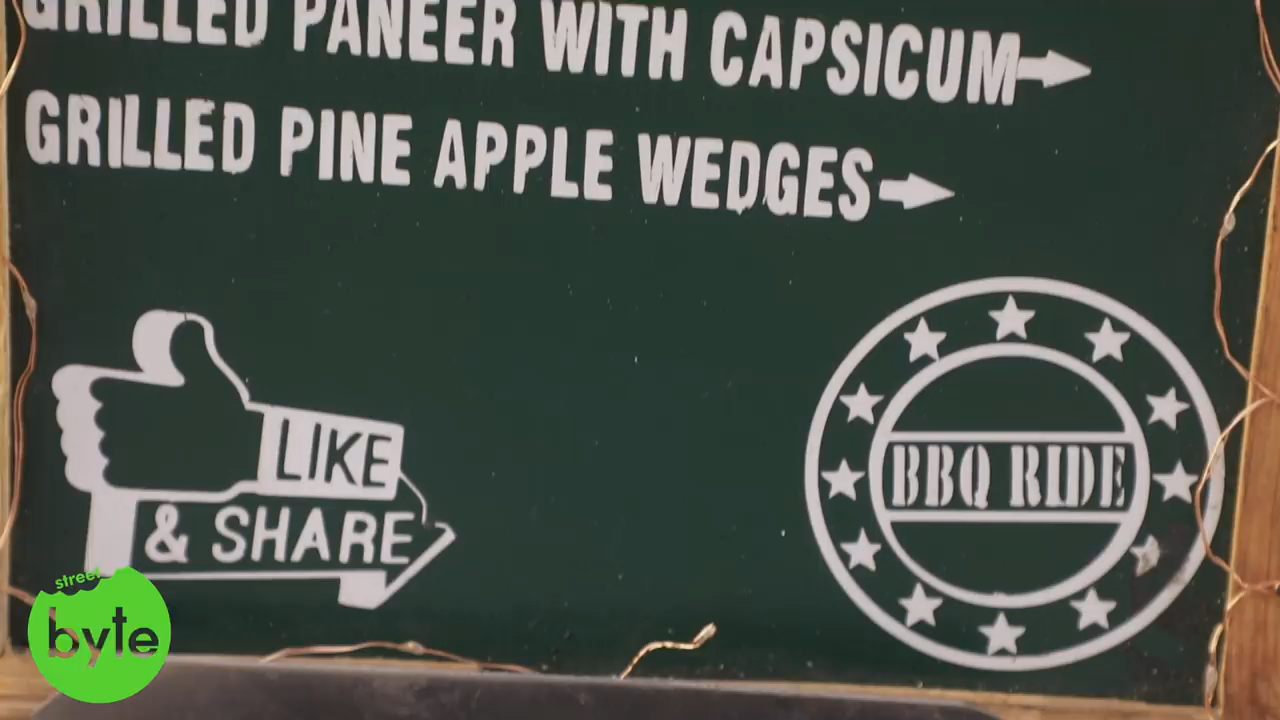 GRILLED PANEER WITH CAPSICUM
GRILLED PINE APPLE WEDGES
LIKE
& SHARE
BBQ RIDE
street
byte